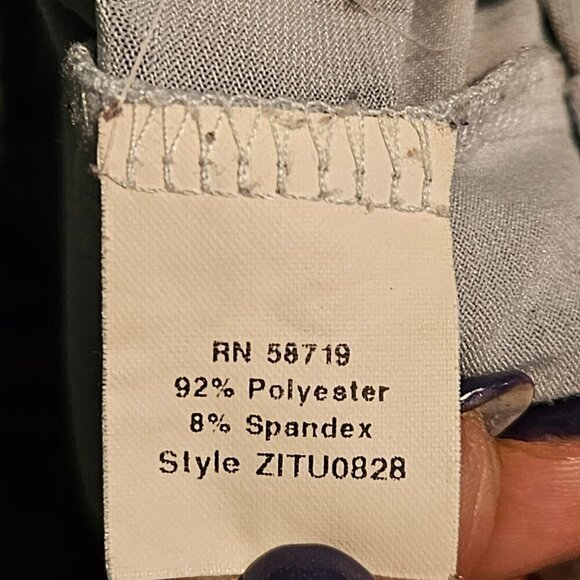 RN 58719
92% Polyester
8% Spandex
Style ZITU0828